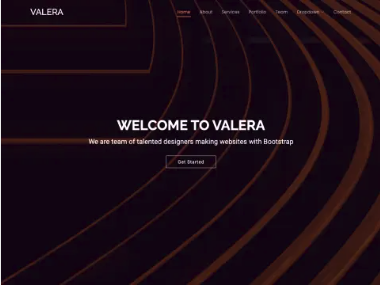 VALERA
Home About Services Portfolio Team Dropdown Contact
WELCOME TO VALERA
We are team of talented designers making websites with Bootstrap
Get Started